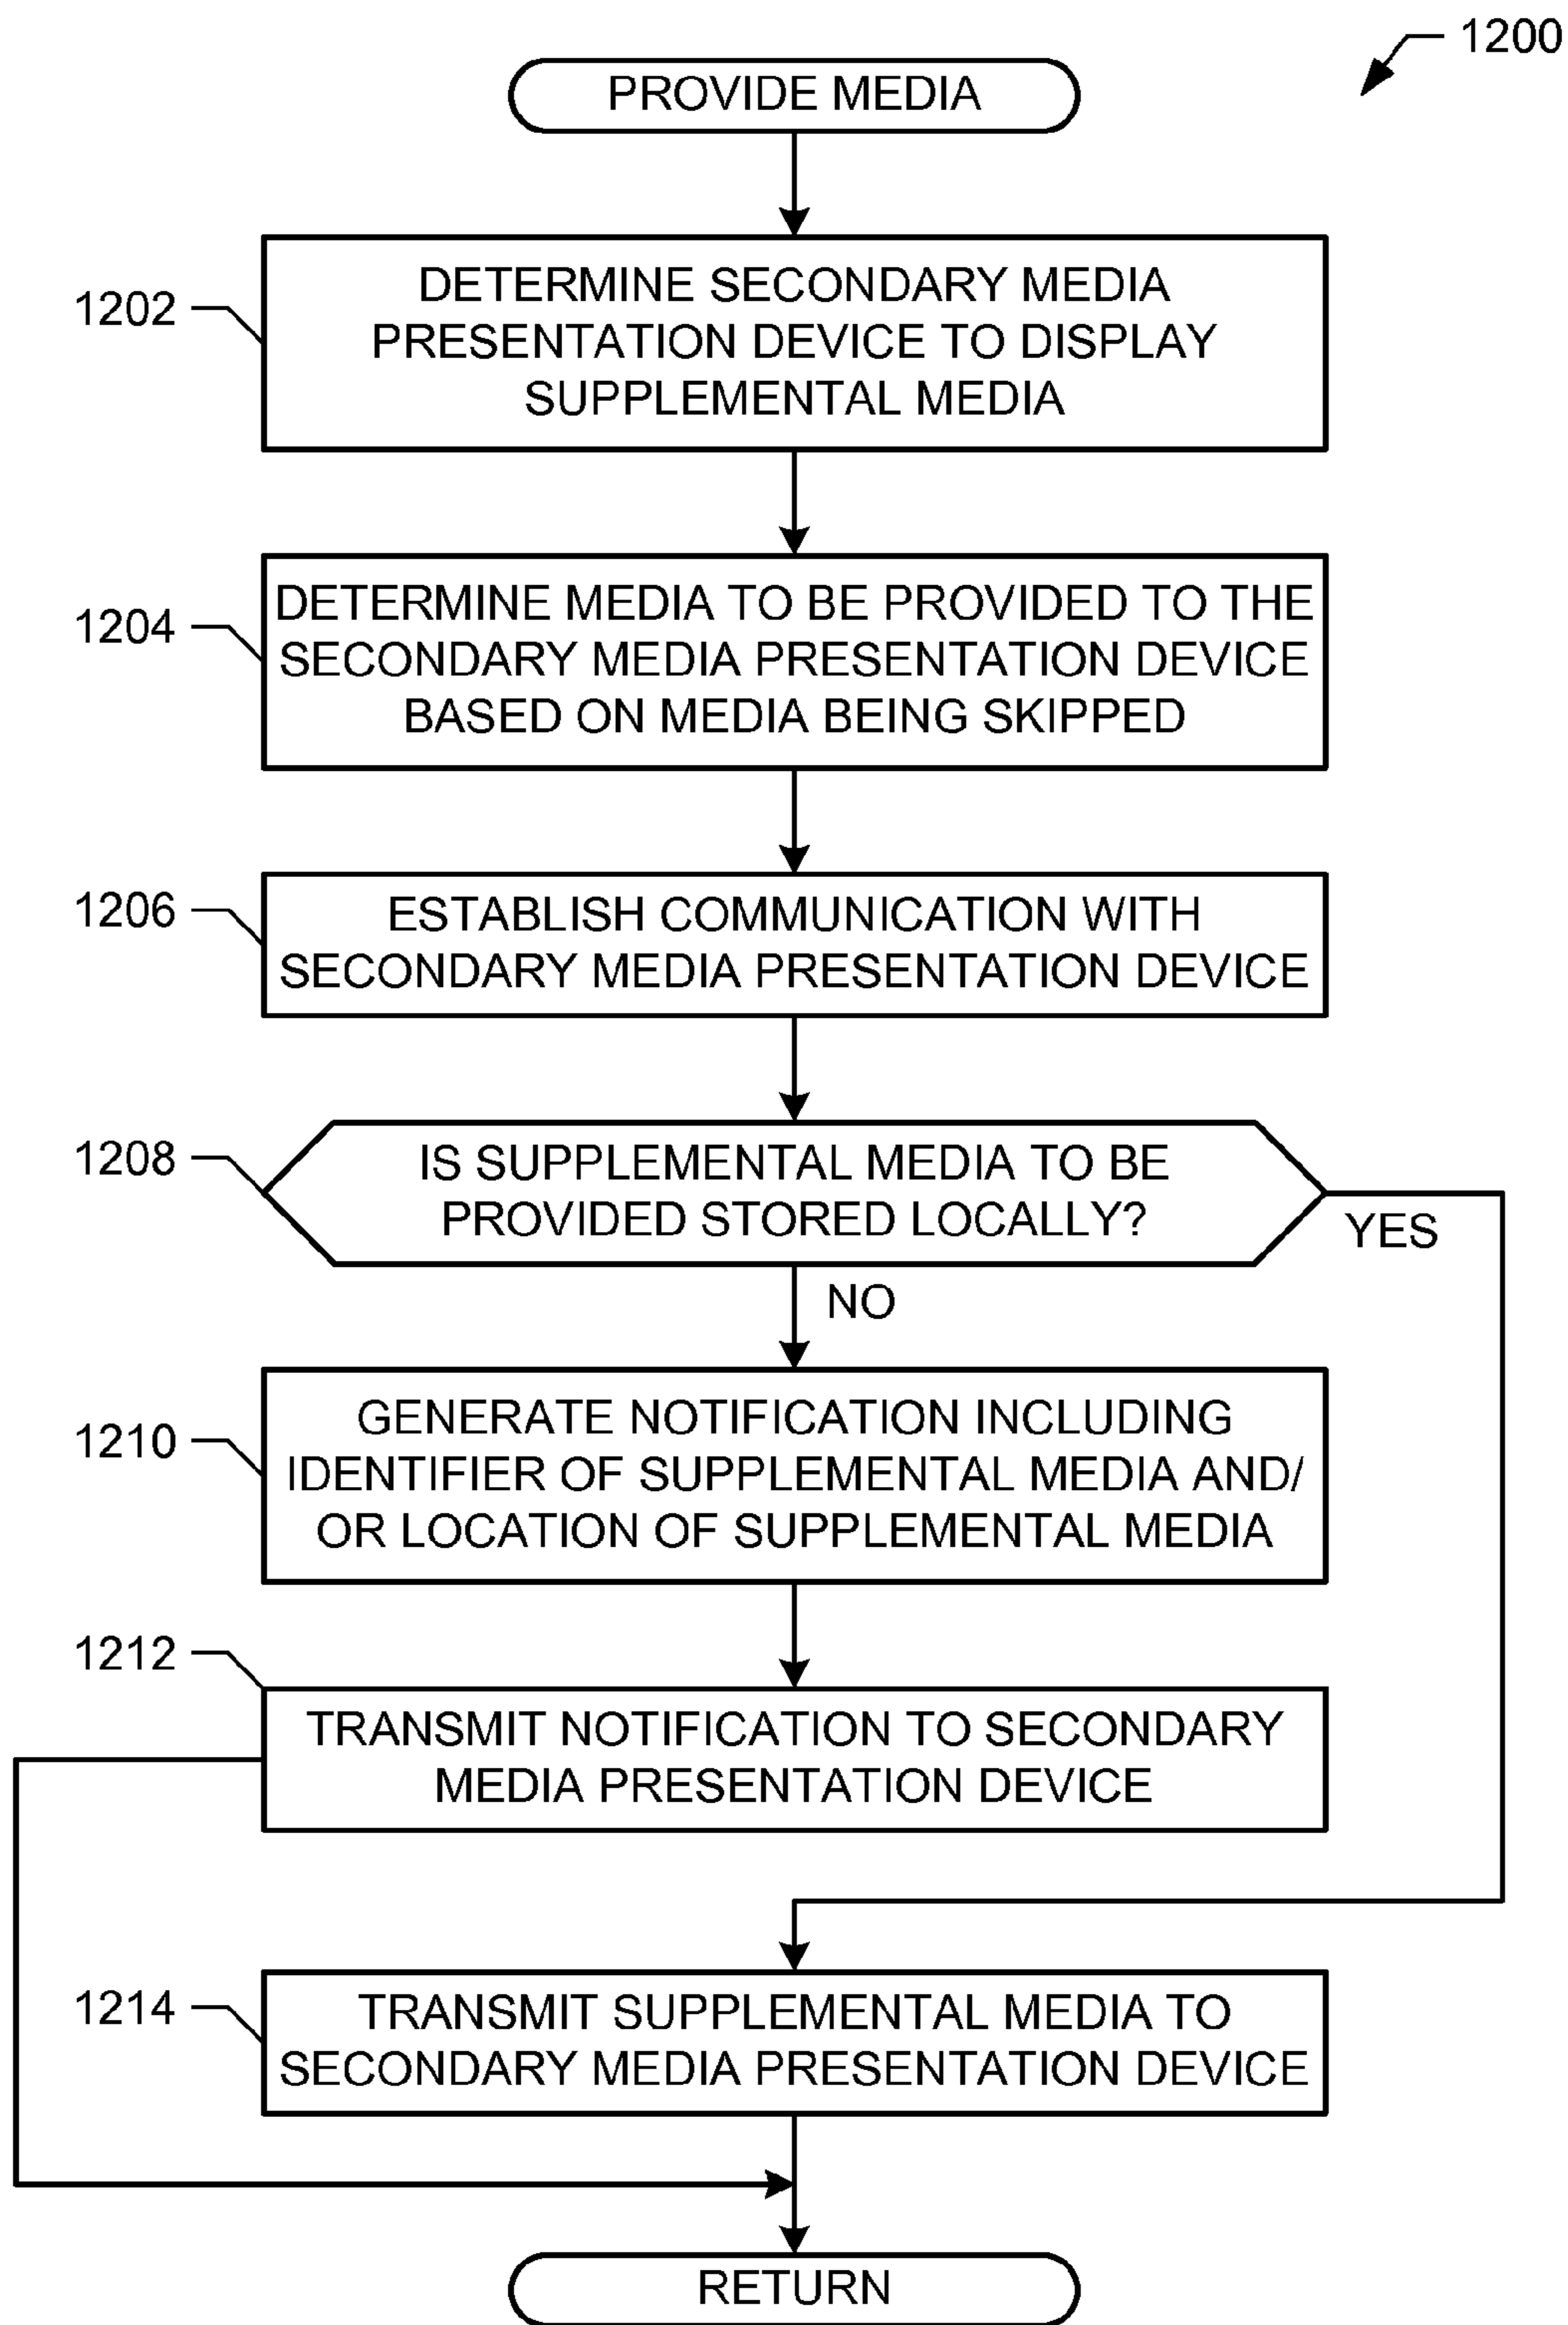 1200
PROVIDE MEDIA
1202
DETERMINE SECONDARY MEDIA
PRESENTATION DEVICE TO DISPLAY
SUPPLEMENTAL MEDIA
1204
DETERMINE MEDIA TO BE PROVIDED TO THE
SECONDARY MEDIA PRESENTATION DEVICE
BASED ON MEDIA BEING SKIPPED
1206
ESTABLISH COMMUNICATION WITH
SECONDARY MEDIA PRESENTATION DEVICE
1208
IS SUPPLEMENTAL MEDIA TO BE
PROVIDED STORED LOCALLY?
YES
NO
1210
GENERATE NOTIFICATION INCLUDING
IDENTIFIER OF SUPPLEMENTAL MEDIA AND/
OR LOCATION OF SUPPLEMENTAL MEDIA
1212
TRANSMIT NOTIFICATION TO SECONDARY
MEDIA PRESENTATION DEVICE
1214
TRANSMIT SUPPLEMENTAL MEDIA TO
SECONDARY MEDIA PRESENTATION DEVICE
RETURN